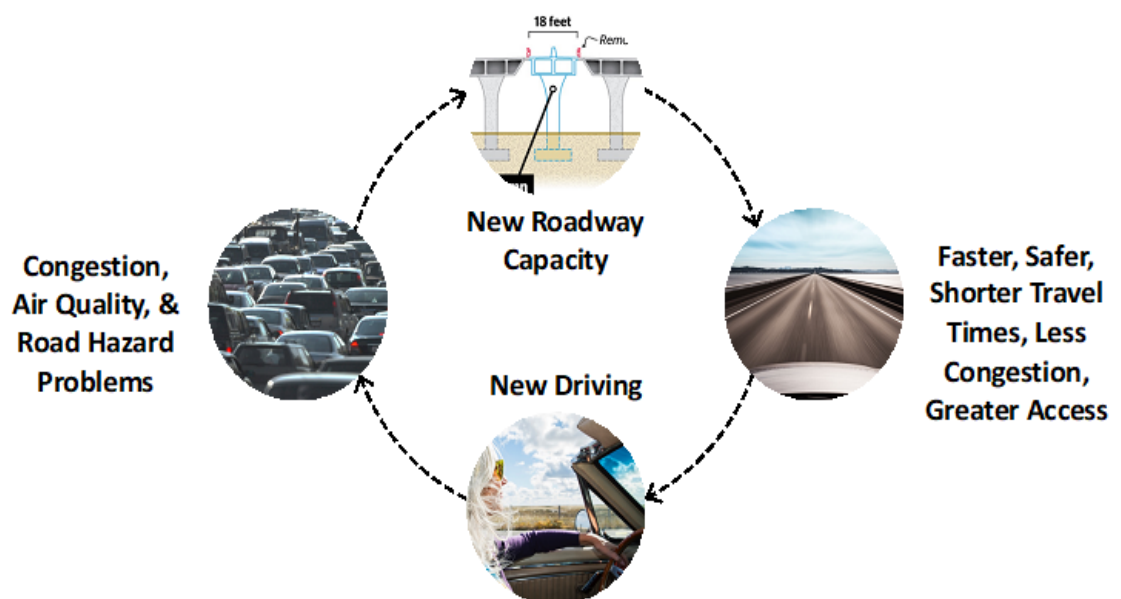 18 feet
New Roadway
Capacity
Faster, Safer,
Shorter Travel
Times, Less
Congestion,
Greater Access
New Driving
Congestion,
Air Quality, &
Road Hazard
Problems